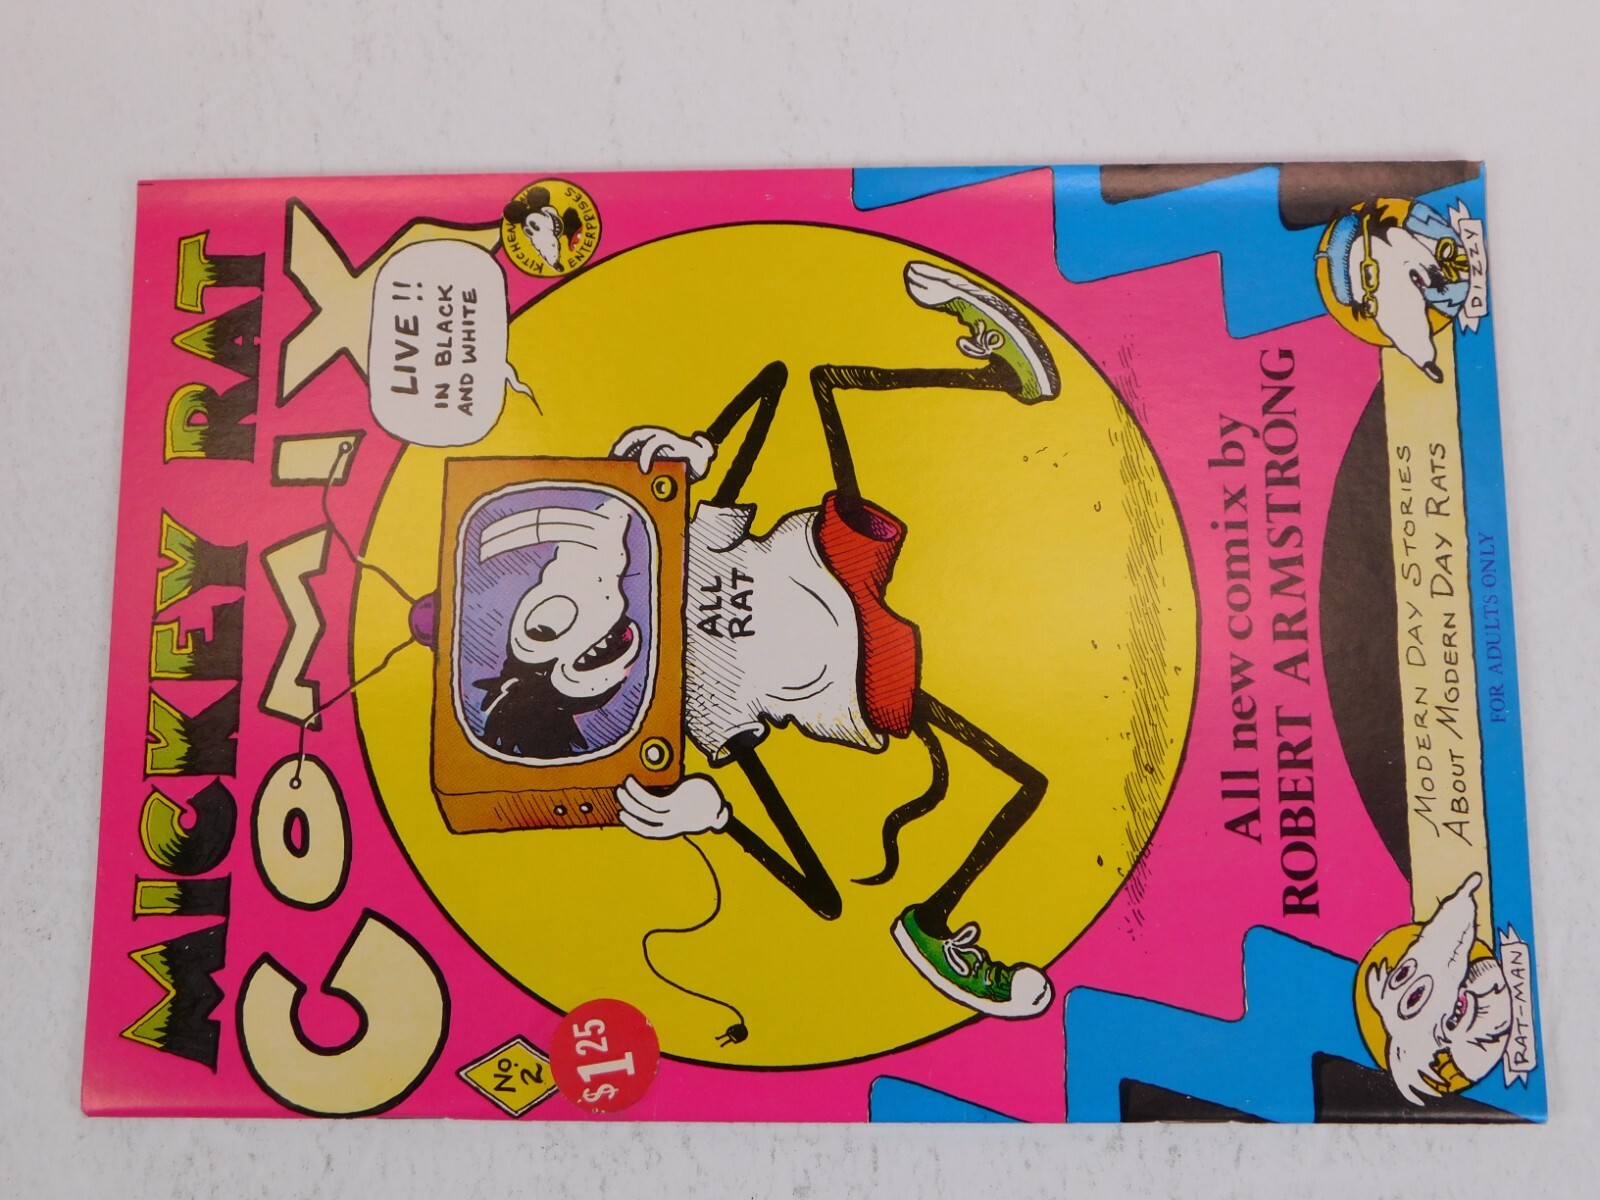 MICKEY RAT
COMIX
KITCHEN
ENTERPRISES
LIVE!!
IN BLACK
AND WHITE
No.
2
$1.25
ALL
RAT
All new comix by
ROBERT ARMSTRONG
MODERN DAY STORIES
ABOUT MODERN DAY RATS
RAT-MAN
DIZZY
FOR ADULTS ONLY